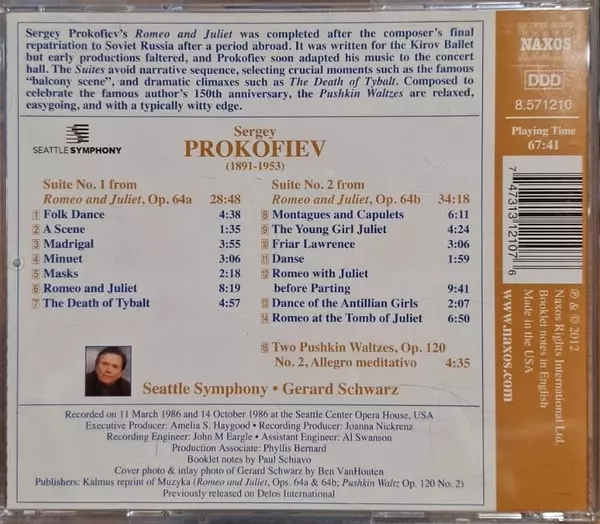 Sergey Prokofiev's Romeo and Juliet was completed after the composer's final
repatriation to Soviet Russia after a period abroad. It was written for the Kirov Ballet
but early productions faltered, and Prokofiev soon adapted his music to the concert
hall. The Suites avoid narrative sequence, selecting crucial moments such as the famous
"balcony scene", and dramatic climaxes such as The Death of Tybalt. Composed to
celebrate the famous author's 150th anniversary, the Pushkin Waltzes are relaxed,
easygoing, and with a typically witty edge.
NAXOS
DDD
8.571210
Playing Time
67:41
SEATTLE SYMPHONY
Sergey
PROKOFIEV
(1891-1953)
Suite No. 1 from
Romeo and Juliet, Op. 64a 28:48
1 Folk Dance 4:38
2 A Scene 1:35
3 Madrigal 3:55
4 Minuet 3:06
5 Masks 2:18
6 Romeo and Juliet 8:19
7 The Death of Tybalt 4:57
Suite No. 2 from
Romeo and Juliet, Op. 64b 34:18
8 Montagues and Capulets 6:11
9 The Young Girl Juliet 4:24
10 Friar Lawrence 3:06
11 Danse 1:59
12 Romeo with Juliet
before Parting 9:41
13 Dance of the Antillian Girls 2:07
14 Romeo at the Tomb of Juliet 6:50
15 Two Pushkin Waltzes, Op. 120
No. 2, Allegro meditativo 4:35
Seattle Symphony • Gerard Schwarz
Recorded on 11 March 1986 and 14 October 1986 at the Seattle Center Opera House, USA
Executive Producer: Amelia S. Haygood • Recording Producer: Joanna Nickrenz
Recording Engineer: John M Eargle • Assistant Engineer: Al Swanson
Production Associate: Phyllis Bernard
Booklet notes by Paul Schiavo
Cover photo & inlay photo of Gerard Schwarz by Ben VanHouten
Publishers: Kalmus reprint of Muzyka (Romeo and Juliet, Ops. 64a & 64b; Pushkin Waltz Op. 120 No. 2)
Previously released on Delos International
7 47313 12107 6
www.naxos.com
℗ & © 2012
Naxos Rights International Ltd.
Booklet notes in English
Made in the USA